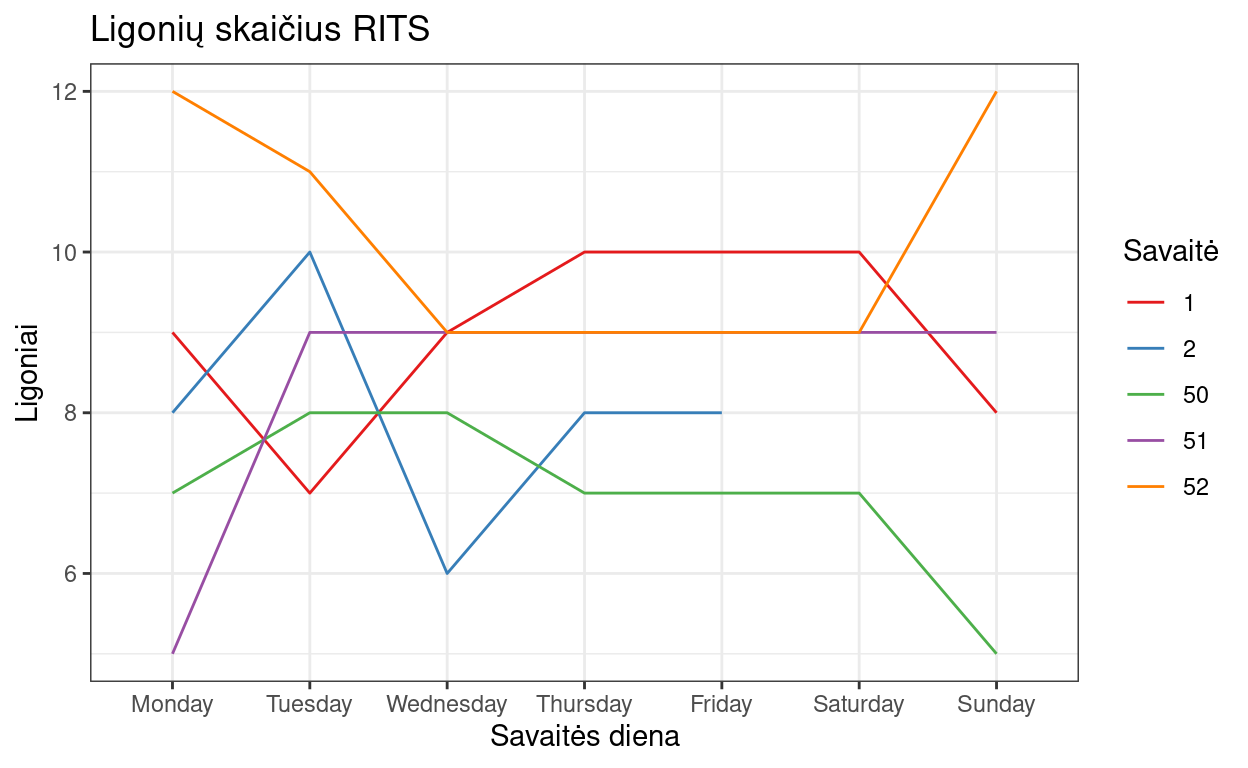 Ligonių skaičius RITS
12
10
8
6
Ligoniai
Monday Tuesday Wednesday Thursday Friday Saturday Sunday
Savaitės diena
Savaitė
1
2
50
51
52